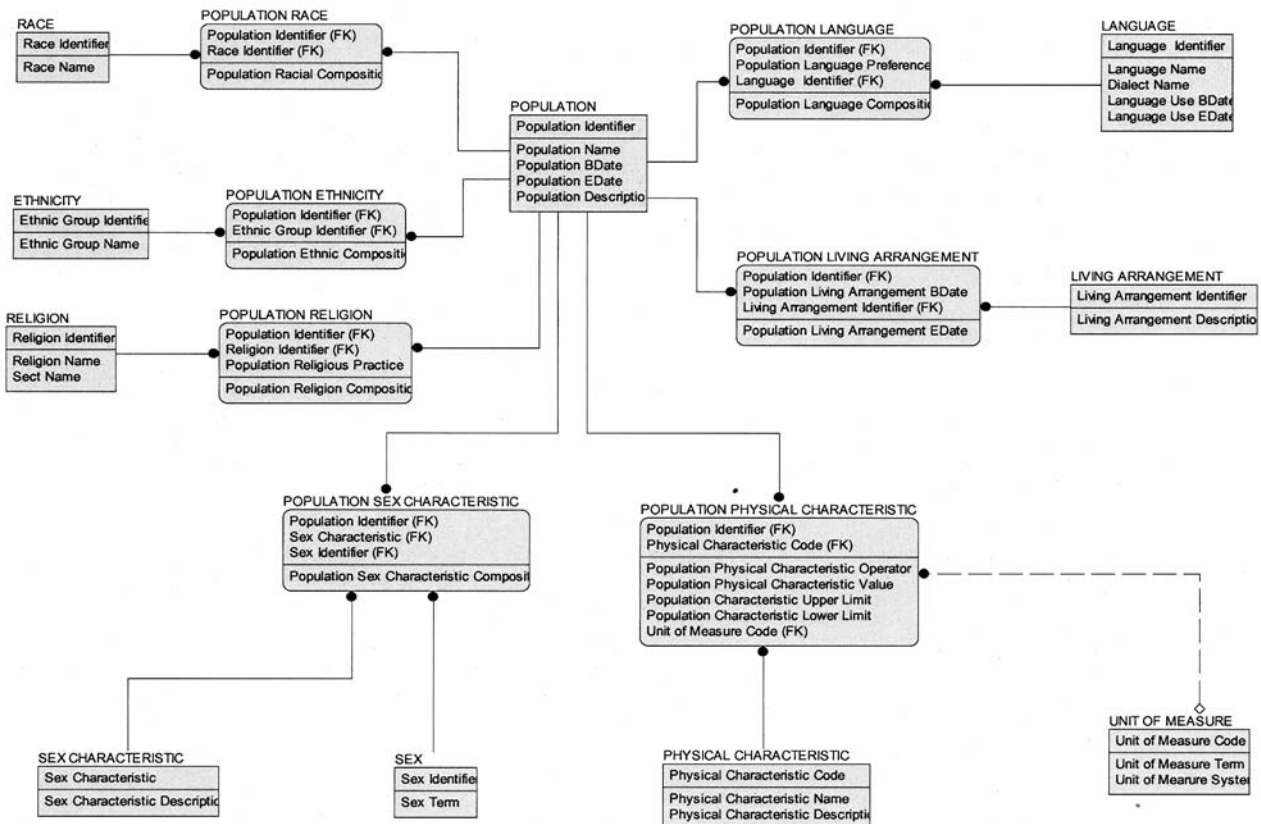 RACE
Race Identifier
Race Name
POPULATION RACE
Population Identifier (FK)
Race Identifier (FK)
Population Racial Compositic
POPULATION LANGUAGE
Population Identifier (FK)
Population Language Preference
Language Identifier (FK)
Population Language Compositic
LANGUAGE
Language Identifier
Language Name
Dialect Name
Language Use BDate
Language Use EDate
POPULATION
Population Identifier
Population Name
Population BDate
Population EDate
Population Descriptio
ETHNICITY
Ethnic Group Identifie
Ethnic Group Name
POPULATION ETHNICITY
Population Identifier (FK)
Ethnic Group Identifier (FK)
Population Ethnic Compositi
POPULATION LIVING ARRANGEMENT
Population Identifier (FK)
Population Living Arrangement BDate
Living Arrangement Identifier (FK)
Population Living Arrangement EDate
LIVING ARRANGEMENT
Living Arrangement Identifier
Living Arrangement Descriptio
RELIGION
Religion Identifier
Religion Name
Sect Name
POPULATION RELIGION
Population Identifier (FK)
Religion Identifier (FK)
Population Religious Practice
Population Religion Compositic
POPULATION SEX CHARACTERISTIC
Population Identifier (FK)
Sex Characteristic (FK)
Sex Identifier (FK)
Population Sex Characteristic Composit
POPULATION PHYSICAL CHARACTERISTIC
Population Identifier (FK)
Physical Characteristic Code (FK)
Population Physical Characteristic Operator
Population Physical Characteristic Value
Population Characteristic Upper Limit
Population Characteristic Lower Limit
Unit of Measure Code (FK)
SEX CHARACTERISTIC
Sex Characteristic
Sex Characteristic Descriptic
SEX
Sex Identifier
Sex Term
PHYSICAL CHARACTERISTIC
Physical Characteristic Code
Physical Characteristic Name
Physical Characteristic Descripti
UNIT OF MEASURE
Unit of Measure Code
Unit of Measure Term
Unit of Mearure Syste